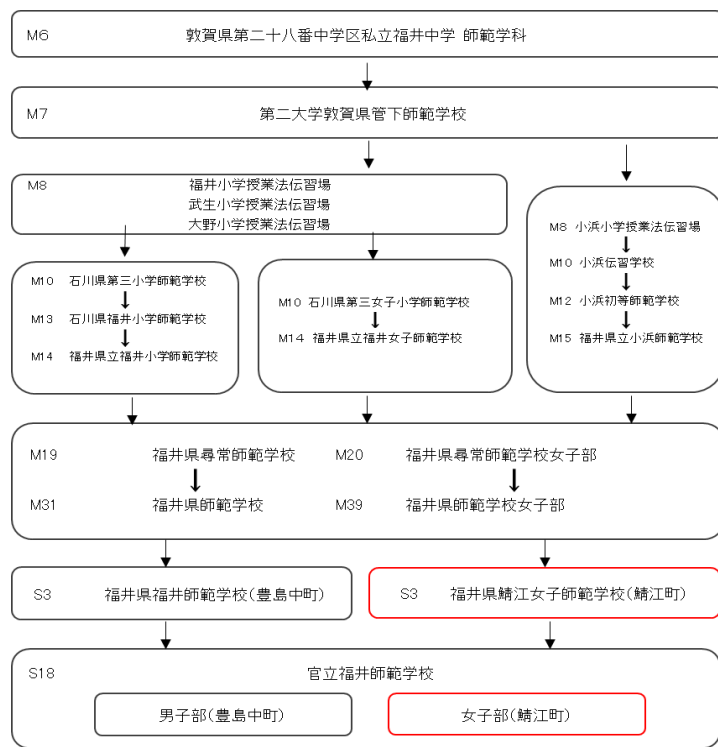 M6 敦賀県第二十八番中学区私立福井中学 師範学科
M7 第二大学敦賀県管下師範学校
M8 福井小学授業法伝習場
武生小学授業法伝習場
大野小学授業法伝習場
M8 小浜小学授業法伝習場
M10 小浜伝習学校
M12 小浜初等師範学校
M15 福井県立小浜師範学校
M10 石川県第三小学師範学校
M13 石川県福井小学師範学校
M14 福井県立福井小学師範学校
M10 石川県第三女子小学師範学校
M14 福井県立福井女子師範学校
M19 福井県尋常師範学校
M31 福井県師範学校
M20 福井県尋常師範学校女子部
M39 福井県師範学校女子部
S3 福井県福井師範学校(豊島中町)
S3 福井県鯖江女子師範学校(鯖江町)
S18 官立福井師範学校
男子部(豊島中町)
女子部(鯖江町)